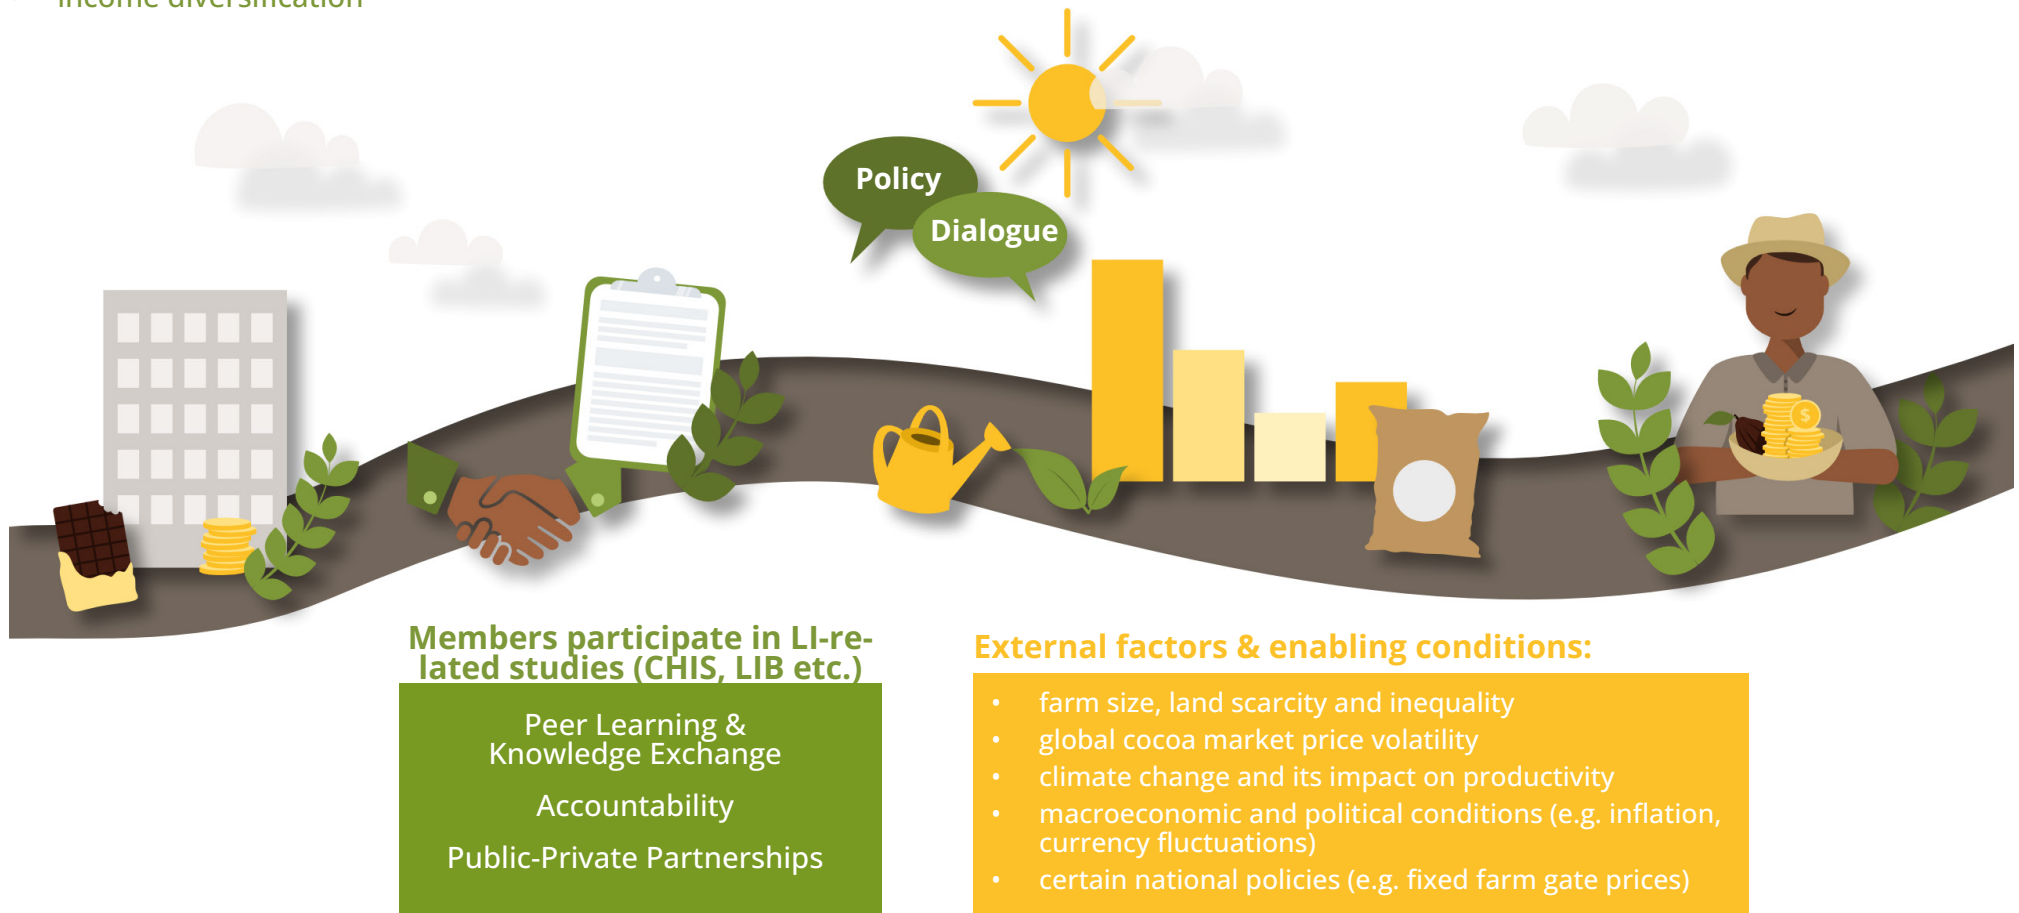 income diversification
Policy
Dialogue
$
Members participate in LI-re-
lated studies (CHIS, LIB etc.)
Peer Learning &
Knowledge Exchange
Accountability
Public-Private Partnerships
External factors & enabling conditions:
• farm size, land scarcity and inequality
• global cocoa market price volatility
• climate change and its impact on productivity
• macroeconomic and political conditions (e.g. inflation,
currency fluctuations)
• certain national policies (e.g. fixed farm gate prices)